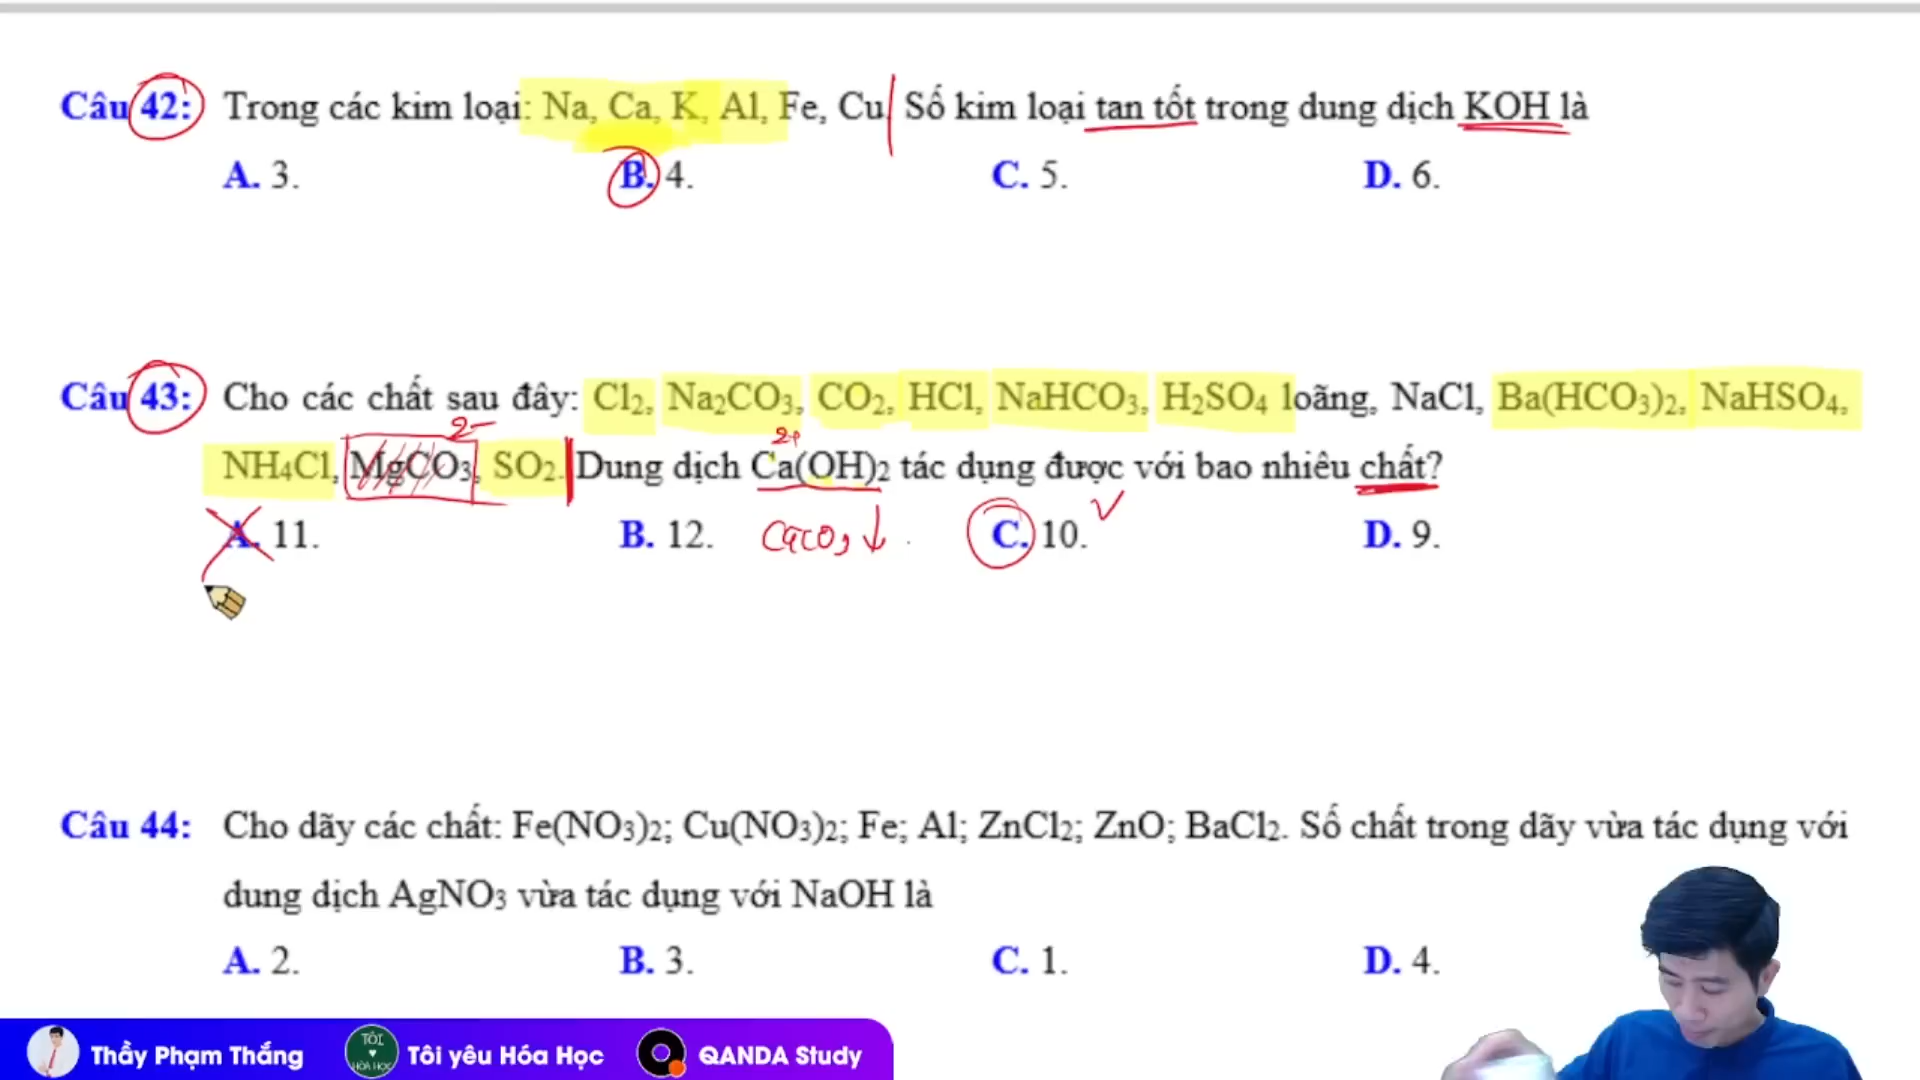 Câu 42: Trong các kim loại: Na, Ca, K, Al, Fe, Cu. Số kim loại tan tốt trong dung dịch KOH là
A. 3. B. 4. C. 5. D. 6.
Câu 43: Cho các chất sau đây: Cl2, Na2CO3, CO2, HCl, NaHCO3, H2SO4 loãng, NaCl, Ba(HCO3)2, NaHSO4,
2-
2+
NH4Cl, MgCO3, SO2. Dung dịch Ca(OH)2 tác dụng được với bao nhiêu chất?
A. 11. B. 12. CaCO3↓ C. 10. D. 9.
Câu 44: Cho dãy các chất: Fe(NO3)2; Cu(NO3)2; Fe; Al; ZnCl2; ZnO; BaCl2. Số chất trong dãy vừa tác dụng với
dung dịch AgNO3 vừa tác dụng với NaOH là
A. 2. B. 3. C. 1. D. 4.
Thầy Phạm Thắng TÔI ♥ HÓA HỌC Tôi yêu Hóa Học QANDA Study